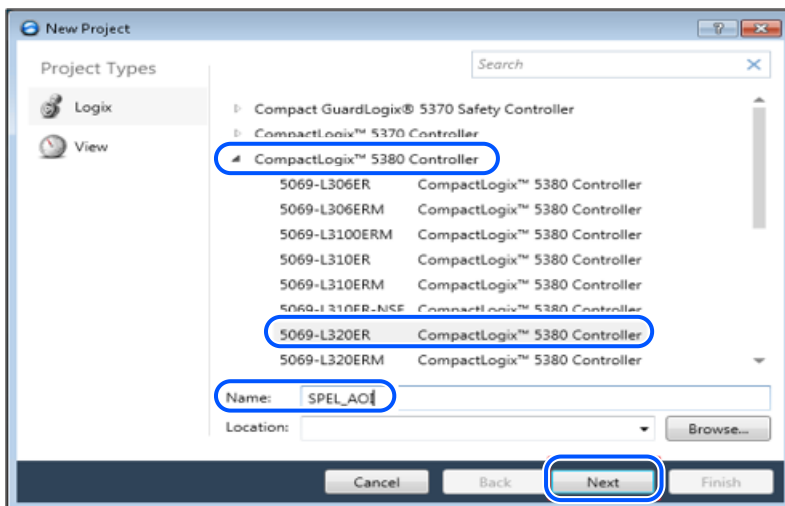 New Project
Project Types
Search
Logix
View
Compact GuardLogix® 5370 Safety Controller
CompactLogix™ 5370 Controller
CompactLogix™ 5380 Controller
5069-L306ER CompactLogix™ 5380 Controller
5069-L306ERM CompactLogix™ 5380 Controller
5069-L3100ERM CompactLogix™ 5380 Controller
5069-L310ER CompactLogix™ 5380 Controller
5069-L310ERM CompactLogix™ 5380 Controller
5069-L310ER-NSE CompactLogix™ 5380 Controller
5069-L320ER CompactLogix™ 5380 Controller
5069-L320ERM CompactLogix™ 5380 Controller
Name: SPEL_AOI
Location:
Browse...
Cancel Back Next Finish